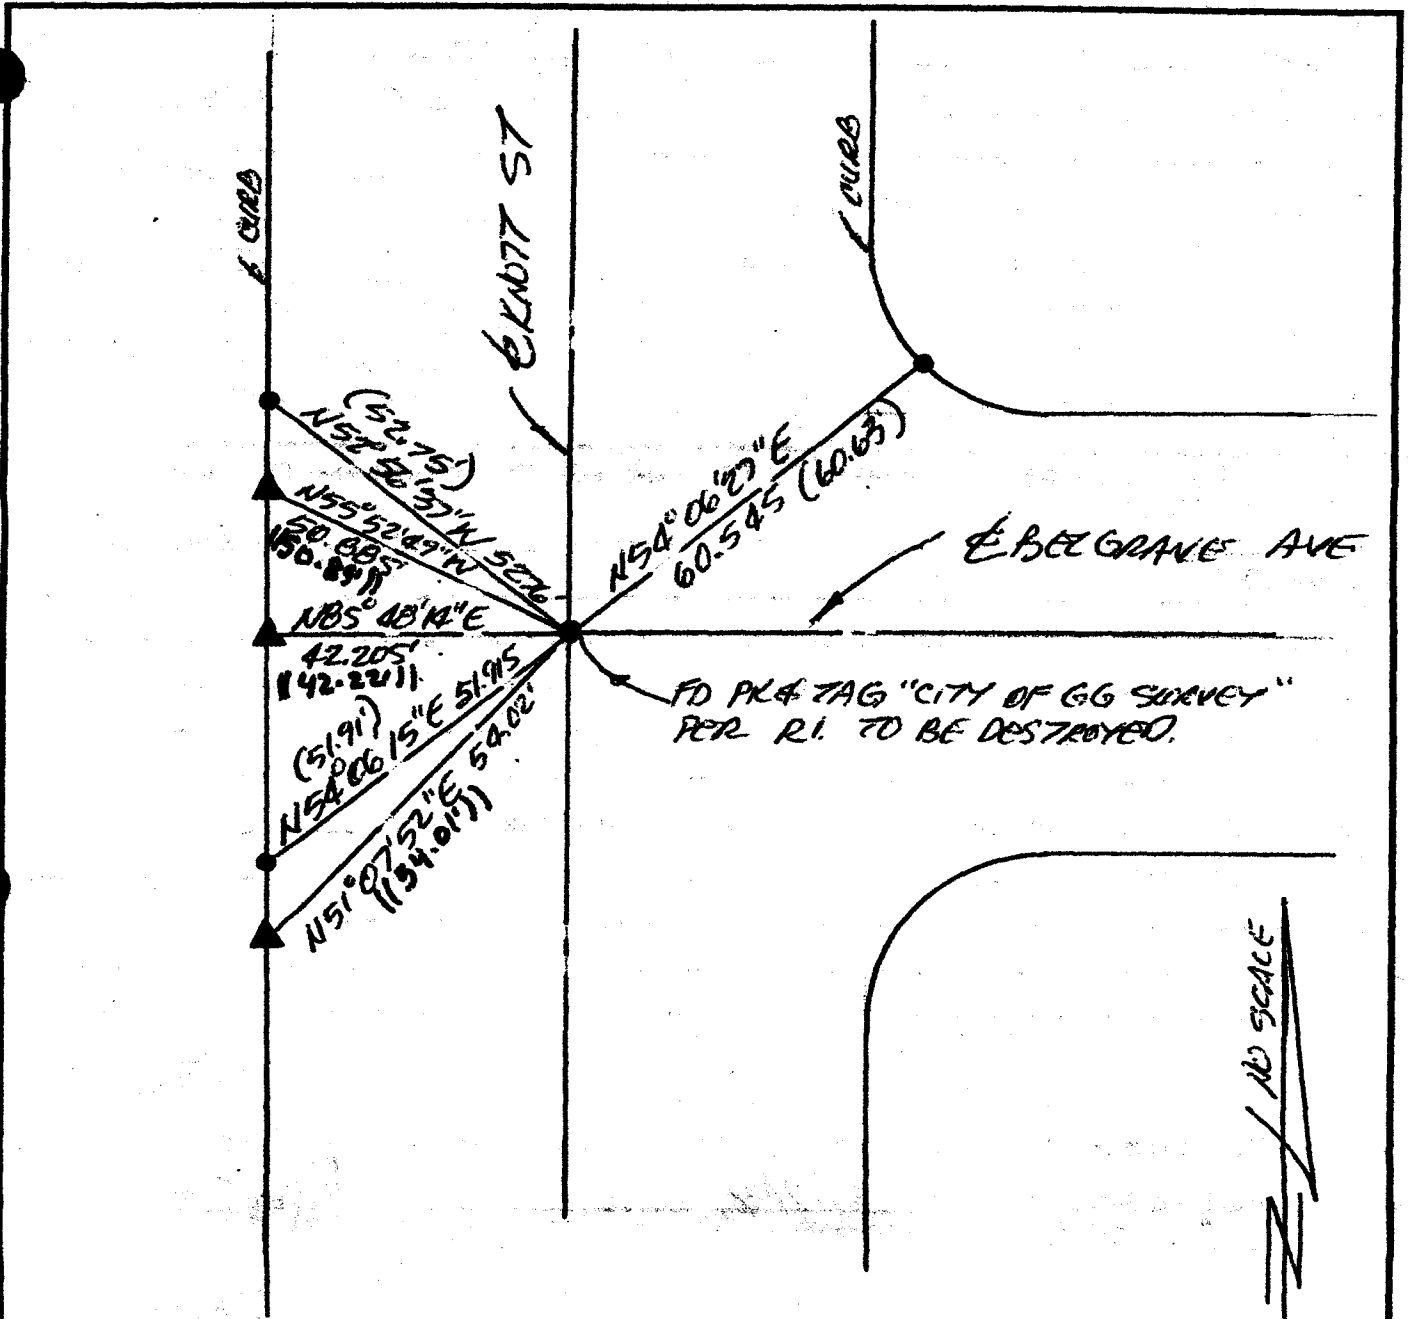 CURB
℄ KNOTT ST
CURB
(52.75')
N52°56'37"W 52.76
N55°52'49"W
50.885'
((50.89'))
N85°48'14"E
42.205'
((42.22'))
(51.91')
N54°06'15"E 51.915
N51°07'52"E 54.02'
((54.01'))
N54°06'27"E
60.545 (60.63')
℄ BELGRAVE AVE
FD PK & TAG "CITY OF GG SURVEY"
PER R1. TO BE DESTROYED.
NO SCALE
N